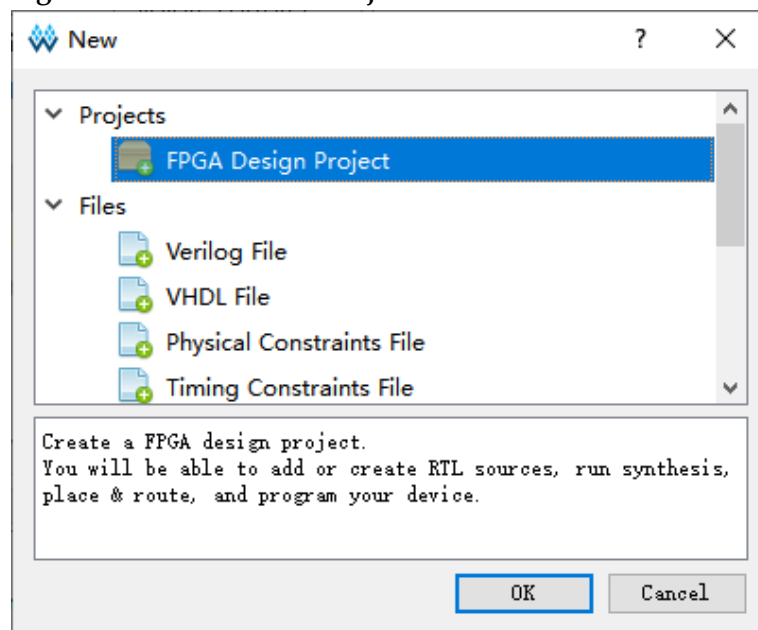 New
?
Projects
FPGA Design Project
Files
Verilog File
VHDL File
Physical Constraints File
Timing Constraints File
Create a FPGA design project.
You will be able to add or create RTL sources, run synthesis,
place & route, and program your device.
OK Cancel